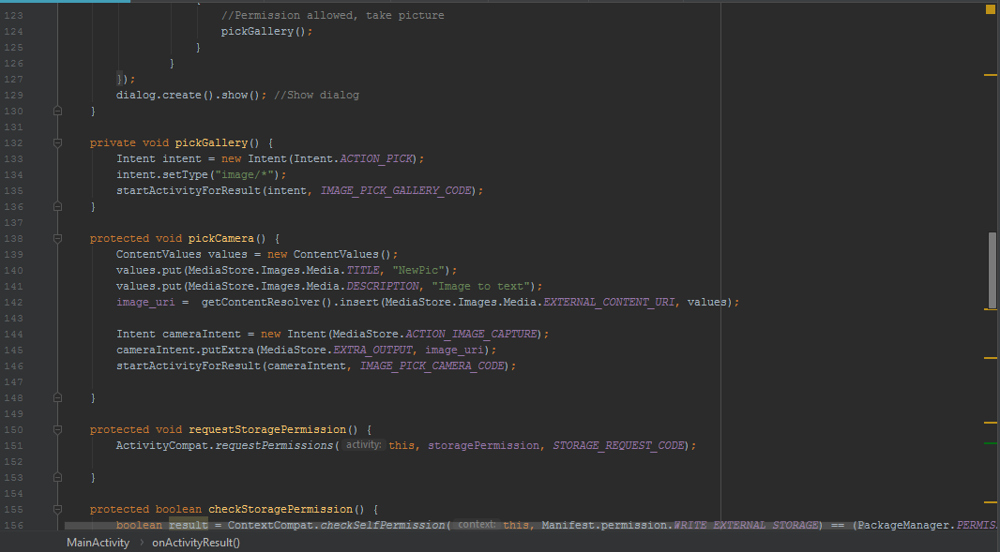 123 //Permission allowed, take picture
124 pickGallery();
125 }
126 }
127 });
129 dialog.create().show(); //Show dialog
130 }
131
132 private void pickGallery() {
133 Intent intent = new Intent(Intent.ACTION_PICK);
134 intent.setType("image/*");
135 startActivityForResult(intent, IMAGE_PICK_GALLERY_CODE);
136 }
137
138 protected void pickCamera() {
139 ContentValues values = new ContentValues();
140 values.put(MediaStore.Images.Media.TITLE, "NewPic");
141 values.put(MediaStore.Images.Media.DESCRIPTION, "Image to text");
142 image_uri = getContentResolver().insert(MediaStore.Images.Media.EXTERNAL_CONTENT_URI, values);
143
144 Intent cameraIntent = new Intent(MediaStore.ACTION_IMAGE_CAPTURE);
145 cameraIntent.putExtra(MediaStore.EXTRA_OUTPUT, image_uri);
146 startActivityForResult(cameraIntent, IMAGE_PICK_CAMERA_CODE);
147
148 }
149
150 protected void requestStoragePermission() {
151 ActivityCompat.requestPermissions( activity: this, storagePermission, STORAGE_REQUEST_CODE);
152
153 }
154
155 protected boolean checkStoragePermission() {
156 boolean result = ContextCompat.checkSelfPermission( context: this, Manifest.permission.WRITE_EXTERNAL_STORAGE) == (PackageManager.PERMIS
MainActivity > onActivityResult()